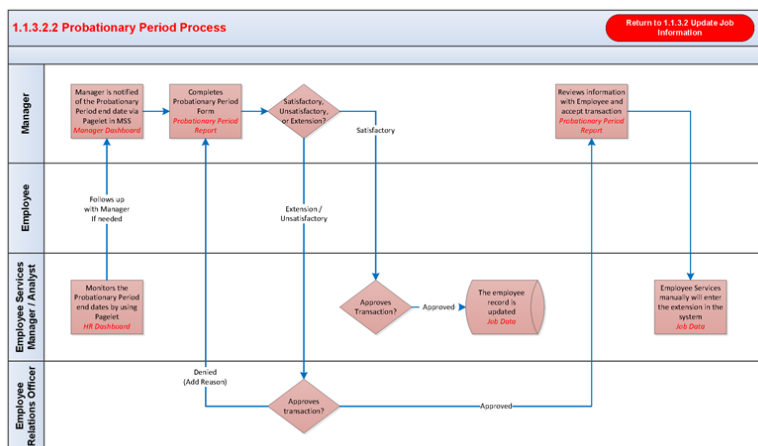 1.1.3.2.2 Probationary Period Process
Return to 1.1.3.2 Update Job
Information
Manager
Manager is notified
of the Probationary
Period end date via
Pagelet in MSS
Manager Dashboard
Completes
Probationary Period
Form
Probationary Period
Report
Satisfactory,
Unsatisfactory,
or Extension?
Satisfactory
Reviews information
with Employee and
accept transaction
Probationary Period
Report
Employee
Follows up
with Manager
If needed
Extension /
Unsatisfactory
Employee Services
Manager / Analyst
Monitors the
Probationary Period
end dates by using
Pagelet
HR Dashboard
Approves
Transaction?
Approved
The employee
record is
updated
Job Data
Employee Services
manually will enter
the extension in the
system
Job Data
Employee
Relations Officer
Denied
(Add Reason)
Approves
transaction?
Approved